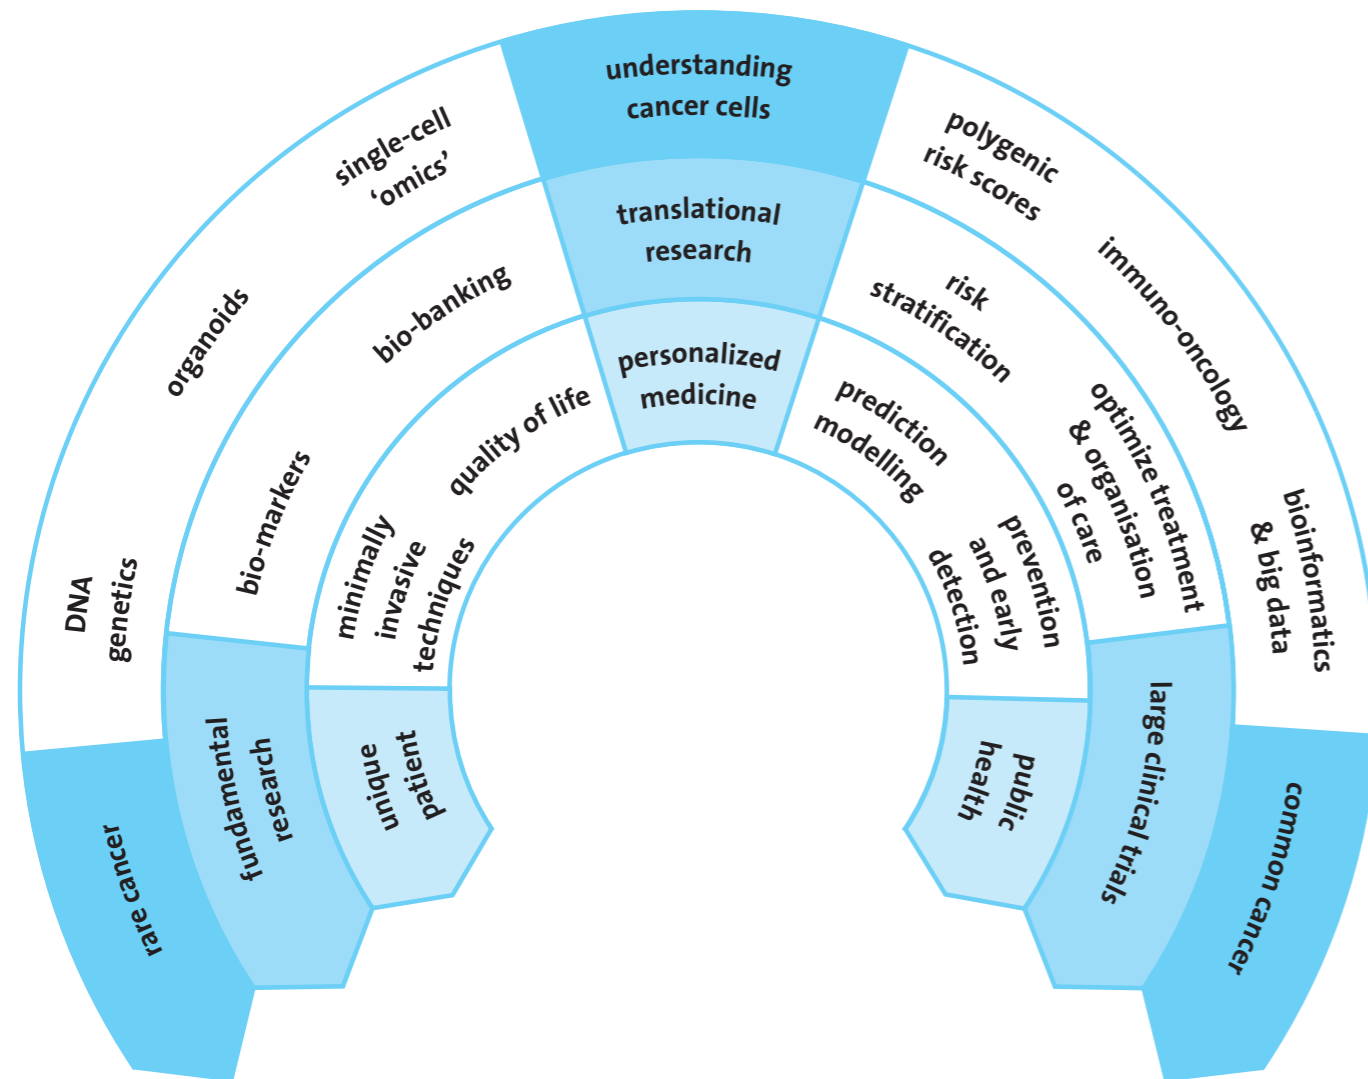 understanding
cancer cells
translational
research
personalized
medicine
single-cell
‘omics’
organoids
DNA
genetics
rare cancer
bio-banking
bio-markers
fundamental
research
quality of life
minimally
invasive
techniques
unique
patient
polygenic
risk scores
immuno-oncology
bioinformatics
& big data
common cancer
risk
stratification
optimize treatment
& organisation
of care
large clinical trials
prediction
modelling
prevention
and early
detection
public
health